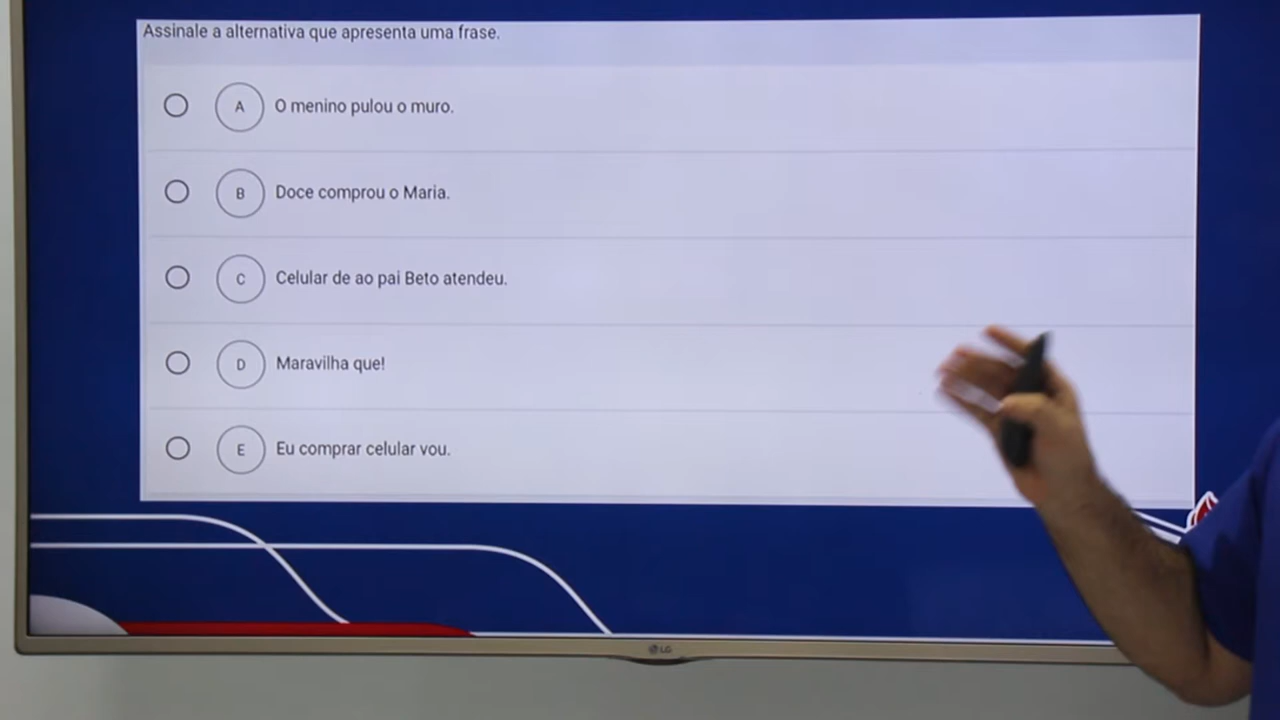 Assinale a alternativa que apresenta uma frase.
A O menino pulou o muro.
B Doce comprou o Maria.
C Celular de ao pai Beto atendeu.
D Maravilha que!
E Eu comprar celular vou.
LG